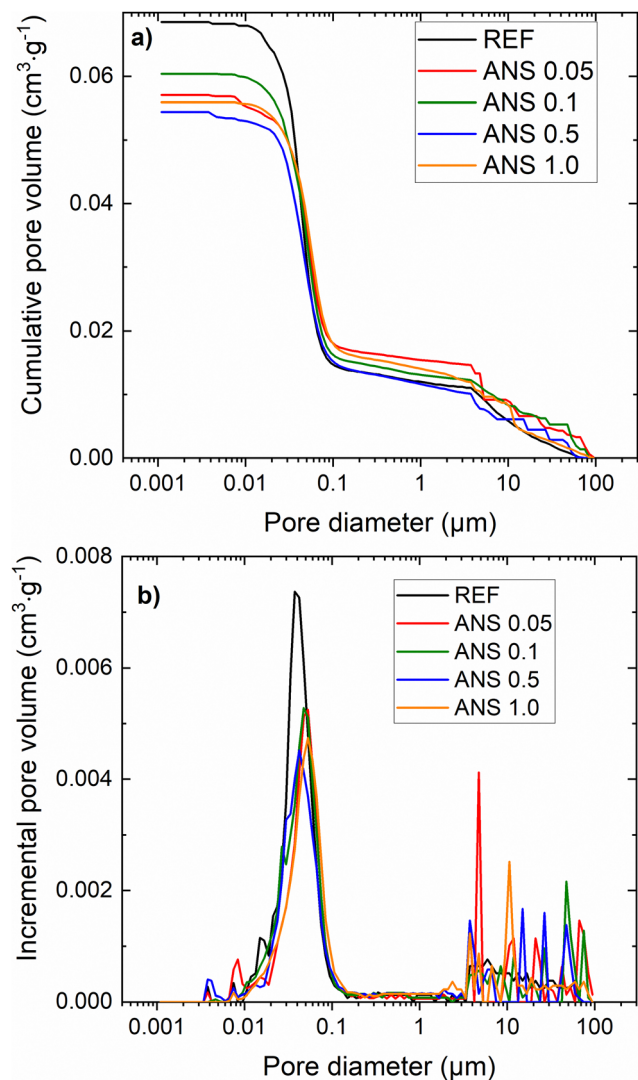 a)
REF
ANS 0.05
ANS 0.1
ANS 0.5
ANS 1.0
Cumulative pore volume (cm³·g⁻¹)
0.06
0.04
0.02
0.00
0.001 0.01 0.1 1 10 100
Pore diameter (μm)
b)
REF
ANS 0.05
ANS 0.1
ANS 0.5
ANS 1.0
Incremental pore volume (cm³·g⁻¹)
0.008
0.006
0.004
0.002
0.000
0.001 0.01 0.1 1 10 100
Pore diameter (μm)